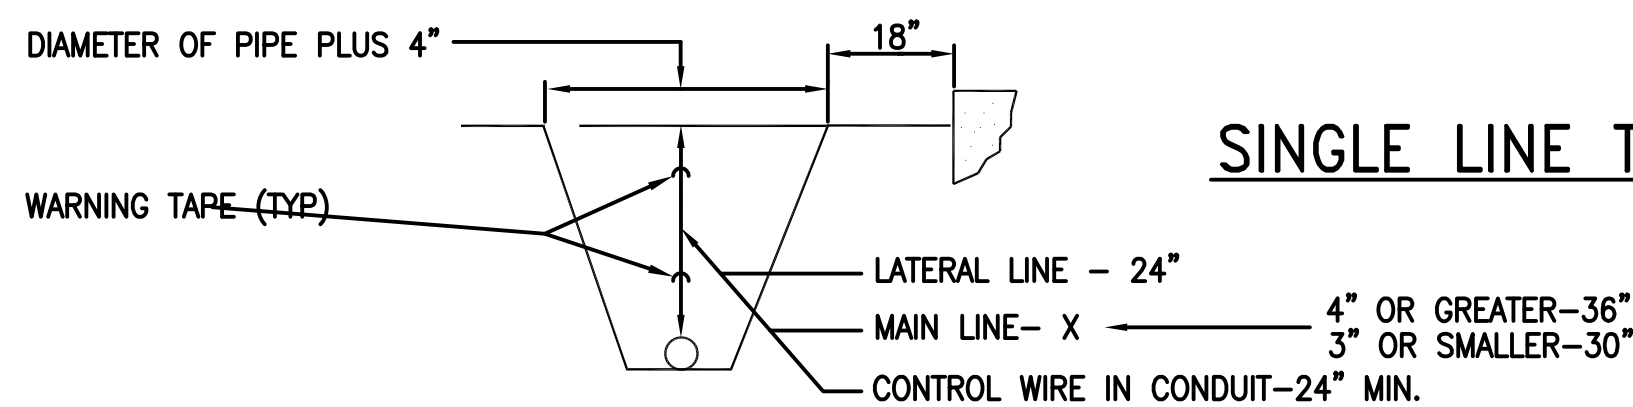 DIAMETER OF PIPE PLUS 4”
18”
SINGLE LINE T
WARNING TAPE (TYP)
LATERAL LINE - 24”
MAIN LINE- X
4” OR GREATER-36”
3” OR SMALLER-30”
CONTROL WIRE IN CONDUIT-24” MIN.